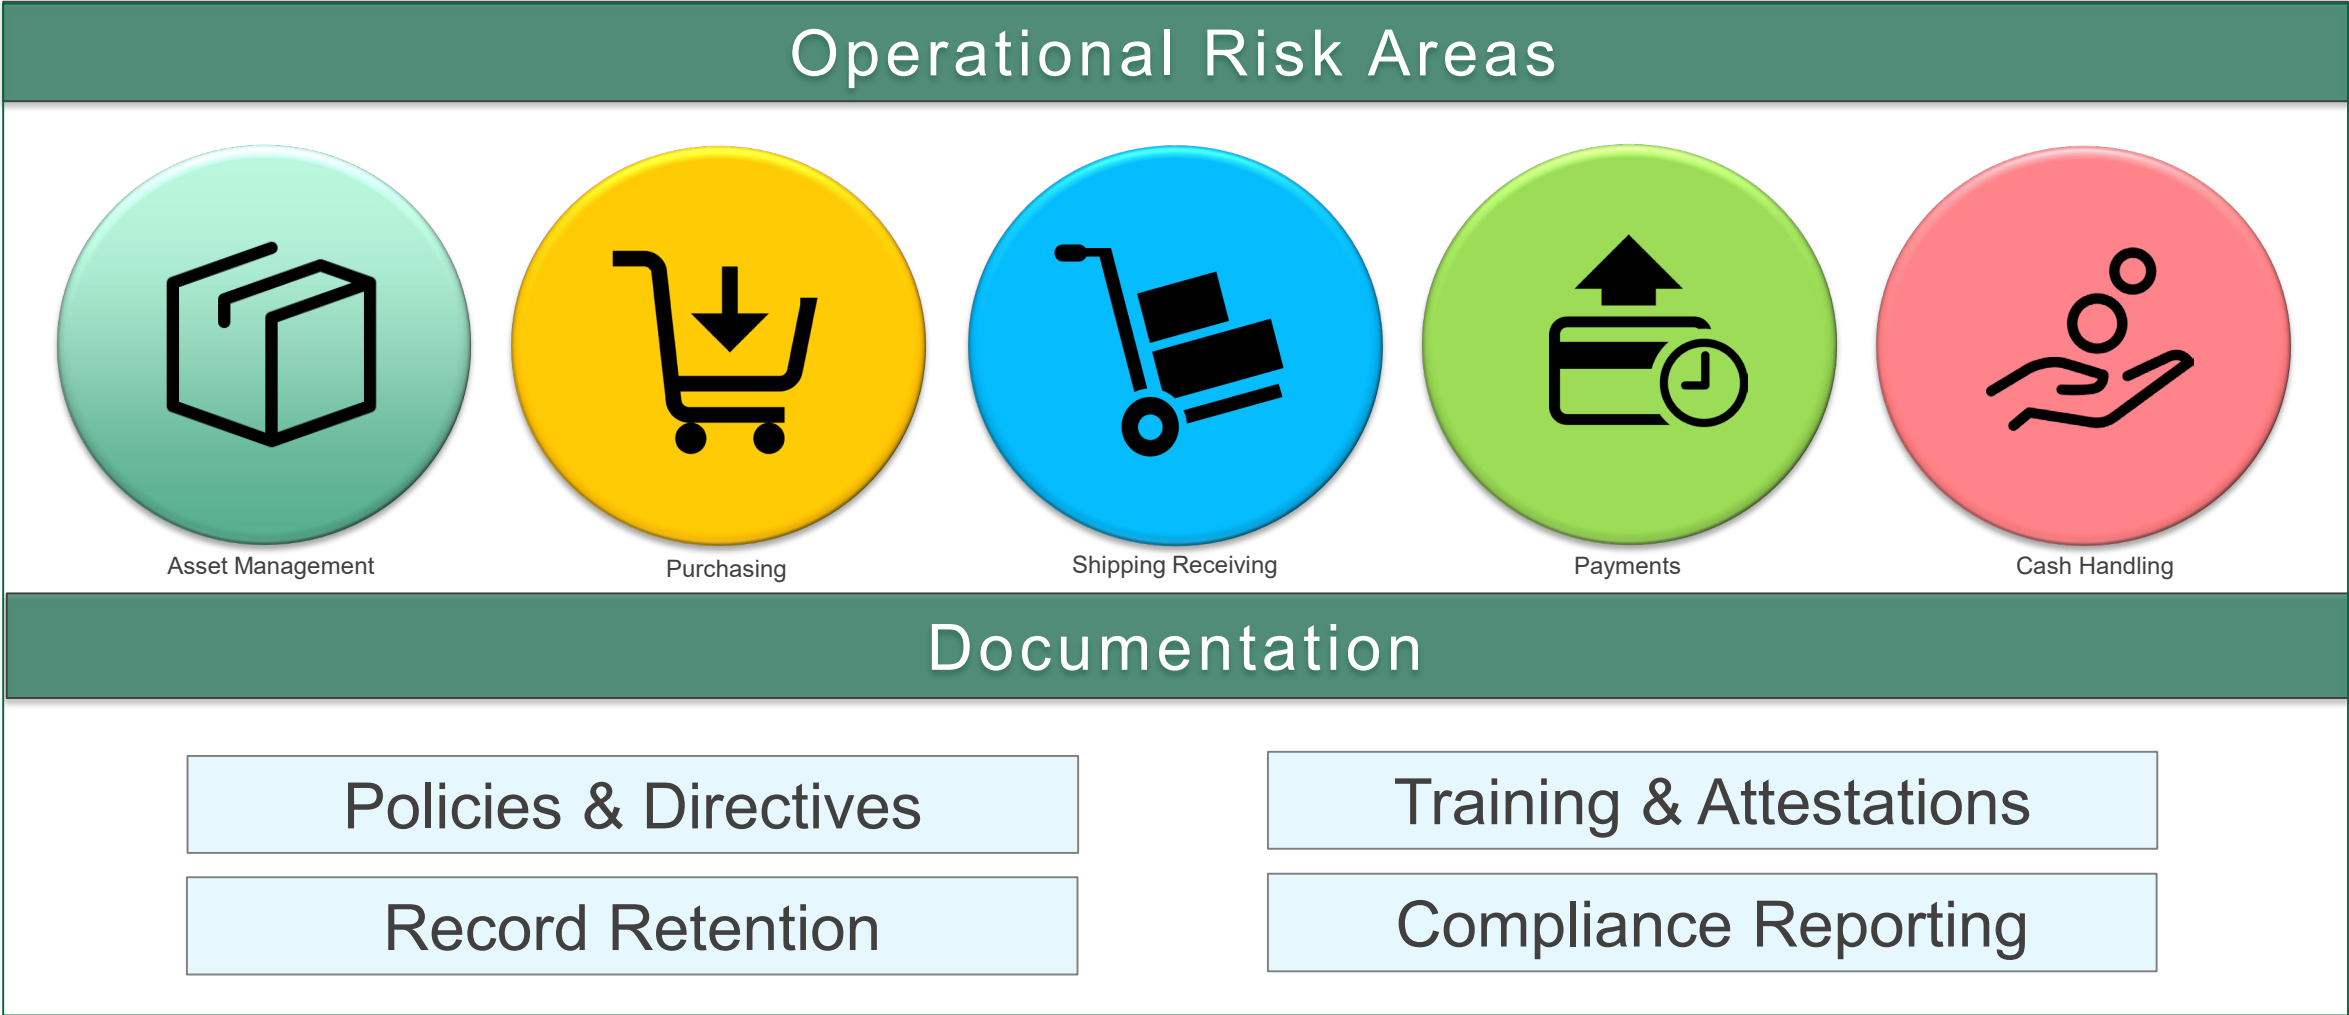 Operational Risk Areas
Asset Management
Purchasing
Shipping Receiving
Payments
Cash Handling
Documentation
Policies & Directives
Training & Attestations
Record Retention
Compliance Reporting